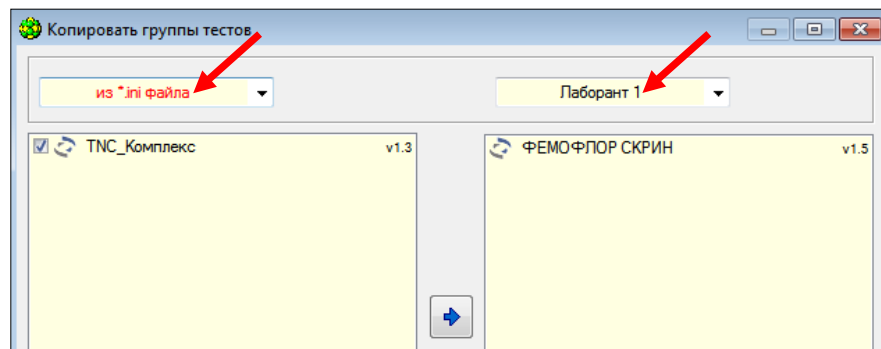 Копировать группы тестов
из *.ini файла
Лаборант 1
TNC_Комплекс v1.3
ФЕМОФЛОР СКРИН v1.5